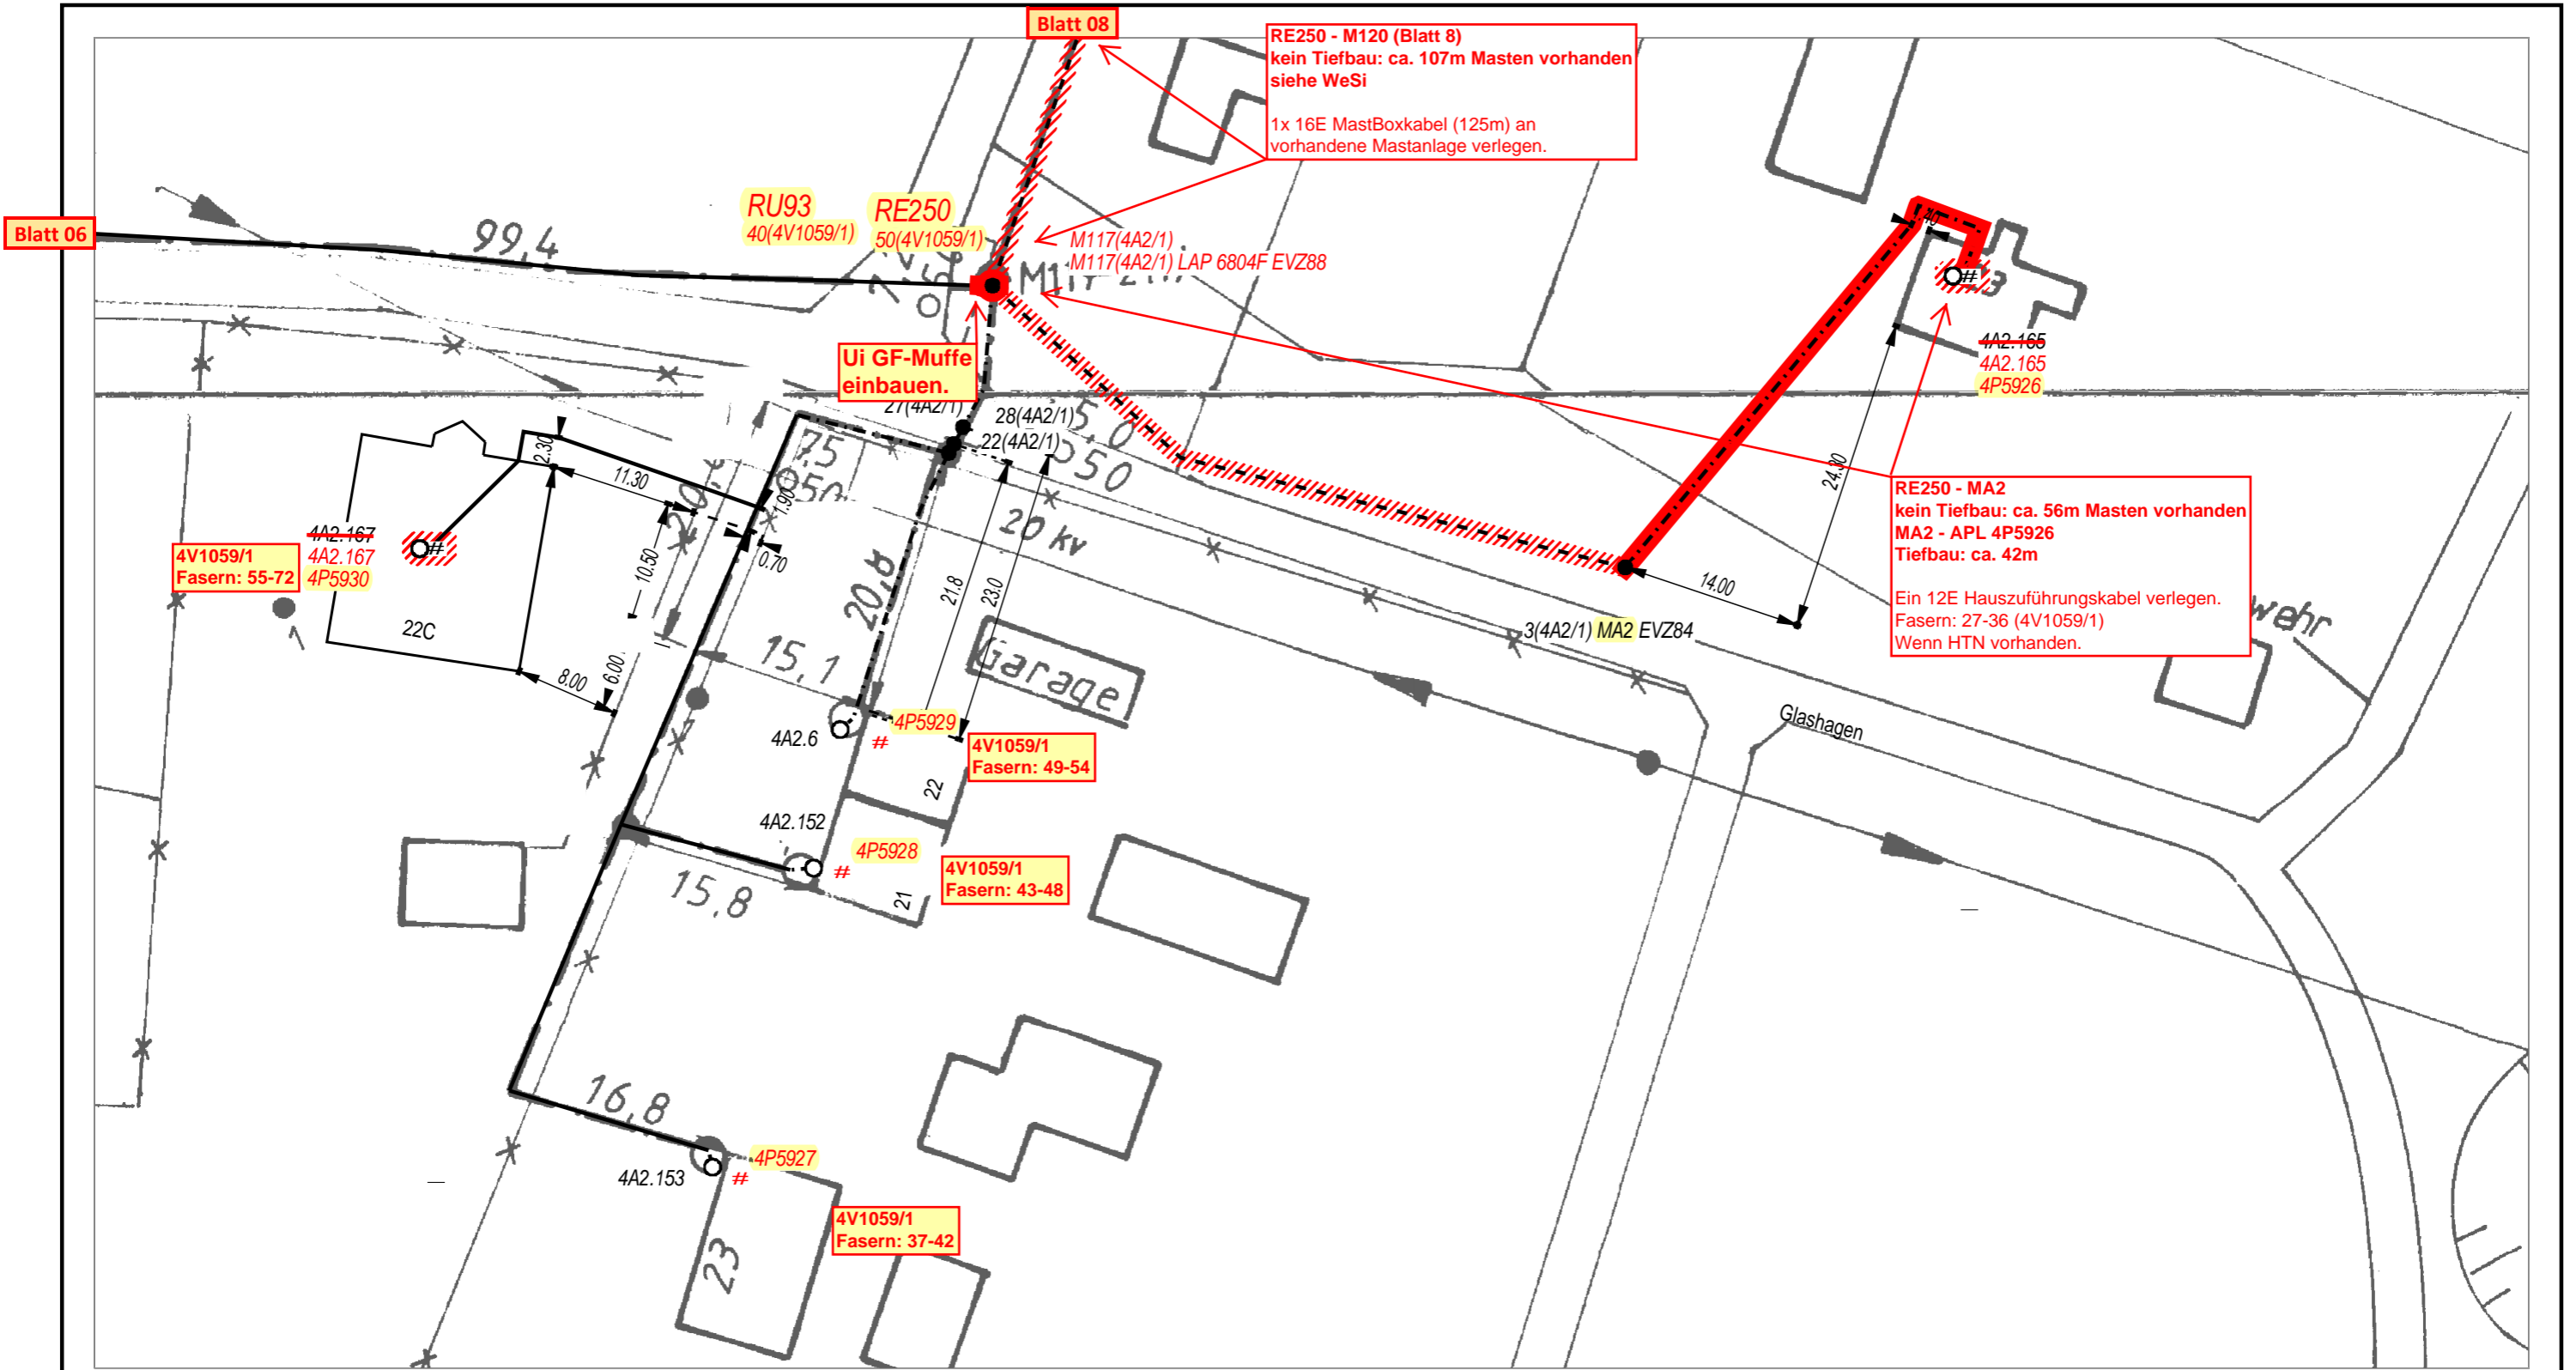 Blatt 08
RE250 - M120 (Blatt 8)
kein Tiefbau: ca. 107m Masten vorhanden
siehe WeSi
1x 16E MastBoxkabel (125m) an
vorhandene Mastanlage verlegen.
Blatt 06
99,4
RU93
40(4V1059/1)
RE250
50(4V1059/1)
M117(4A2/1)
M117(4A2/1) LAP 6804F EVZ88
Ui GF-Muffe
einbauen.
4A2.165
4A2.165
4P5926
27(4A2/1)
28(4A2/1)
22(4A2/1)
5,0
75
2.30
11.30
1.90
0.70
10.50
20 kv
24.30
RE250 - MA2
kein Tiefbau: ca. 56m Masten vorhanden
MA2 - APL 4P5926
Tiefbau: ca. 42m
Ein 12E Hauszuführungskabel verlegen.
Fasern: 27-36 (4V1059/1)
Wenn HTN vorhanden.
4V1059/1
Fasern: 55-72
4A2.167
4A2.167
4P5930
22C
8.00
6.00
20,8
21.8
23.0
14.00
3(4A2/1) MA2 EVZ84
wehr
15,1
Garage
4A2.6
#
4P5929
4V1059/1
Fasern: 49-54
22
Glashagen
4A2.152
#
4P5928
4V1059/1
Fasern: 43-48
21
15,8
16,8
4A2.153
#
4P5927
4V1059/1
Fasern: 37-42
23